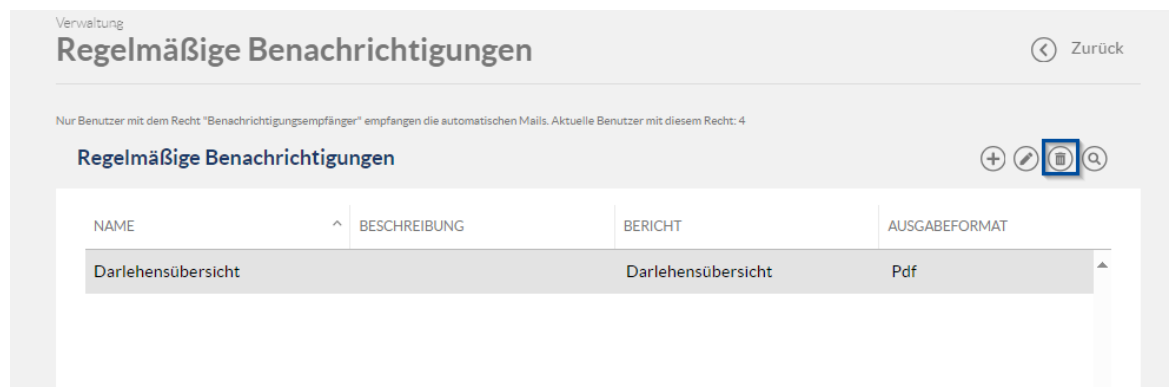 Verwaltung
Regelmäßige Benachrichtigungen
Zurück
Nur Benutzer mit dem Recht "Benachrichtigungsempfänger" empfangen die automatischen Mails. Aktuelle Benutzer mit diesem Recht: 4
Regelmäßige Benachrichtigungen
NAME BESCHREIBUNG BERICHT AUSGABEFORMAT
Darlehensübersicht Darlehensübersicht Pdf